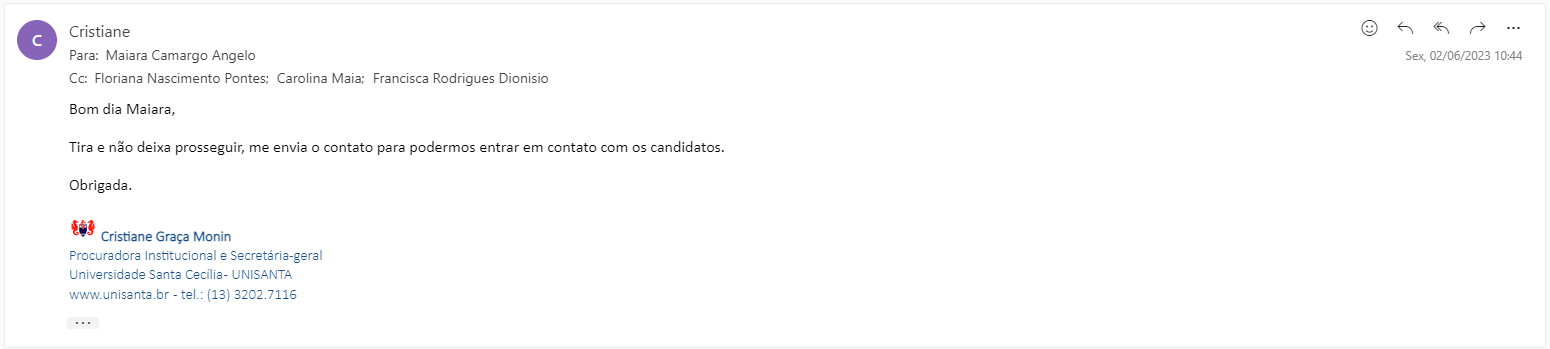 C
Cristiane
Para: Maiara Camargo Angelo
Sex, 02/06/2023 10:44
Cc: Floriana Nascimento Pontes; Carolina Maia; Francisca Rodrigues Dionisio
Bom dia Maiara,
Tira e não deixa prosseguir, me envia o contato para podermos entrar em contato com os candidatos.
Obrigada.
Cristiane Graça Monin
Procuradora Institucional e Secretária-geral
Universidade Santa Cecília- UNISANTA
www.unisanta.br - tel.: (13) 3202.7116